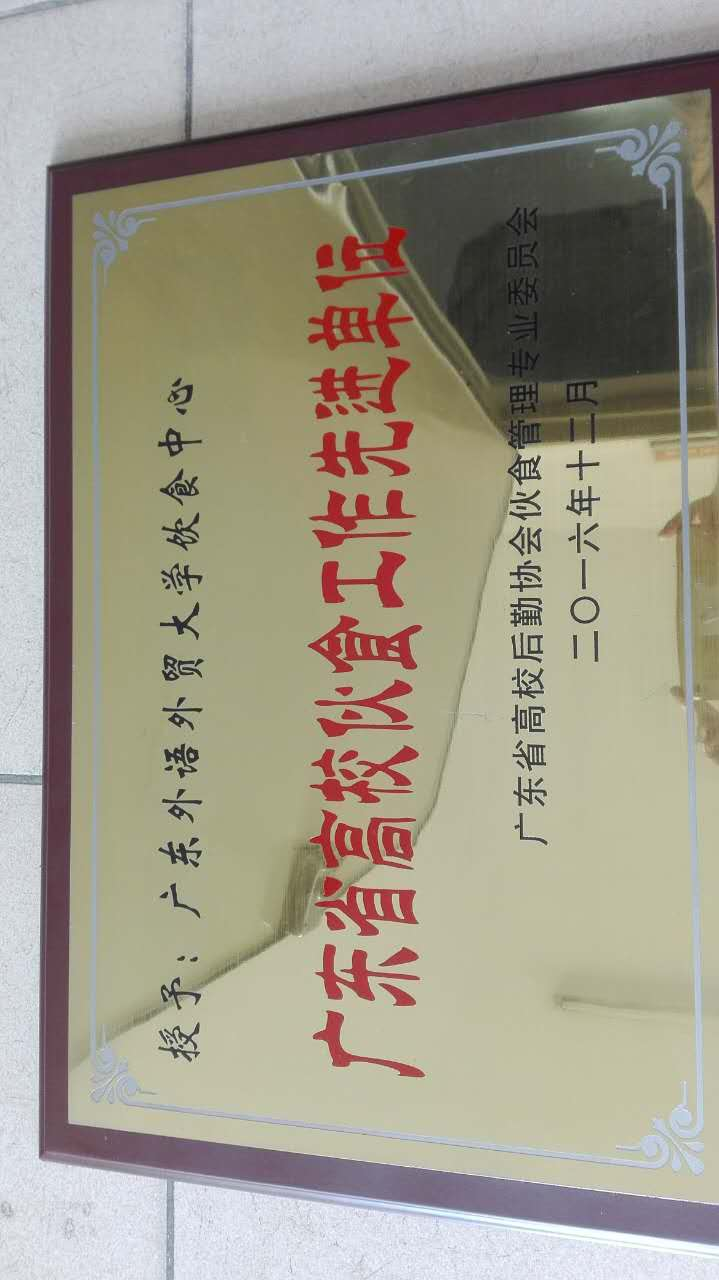 授予：广东外语外贸大学饮食中心
广东省高校伙食工作先进单位
广东省高校后勤协会伙食管理专业委员会
二〇一六年十二月